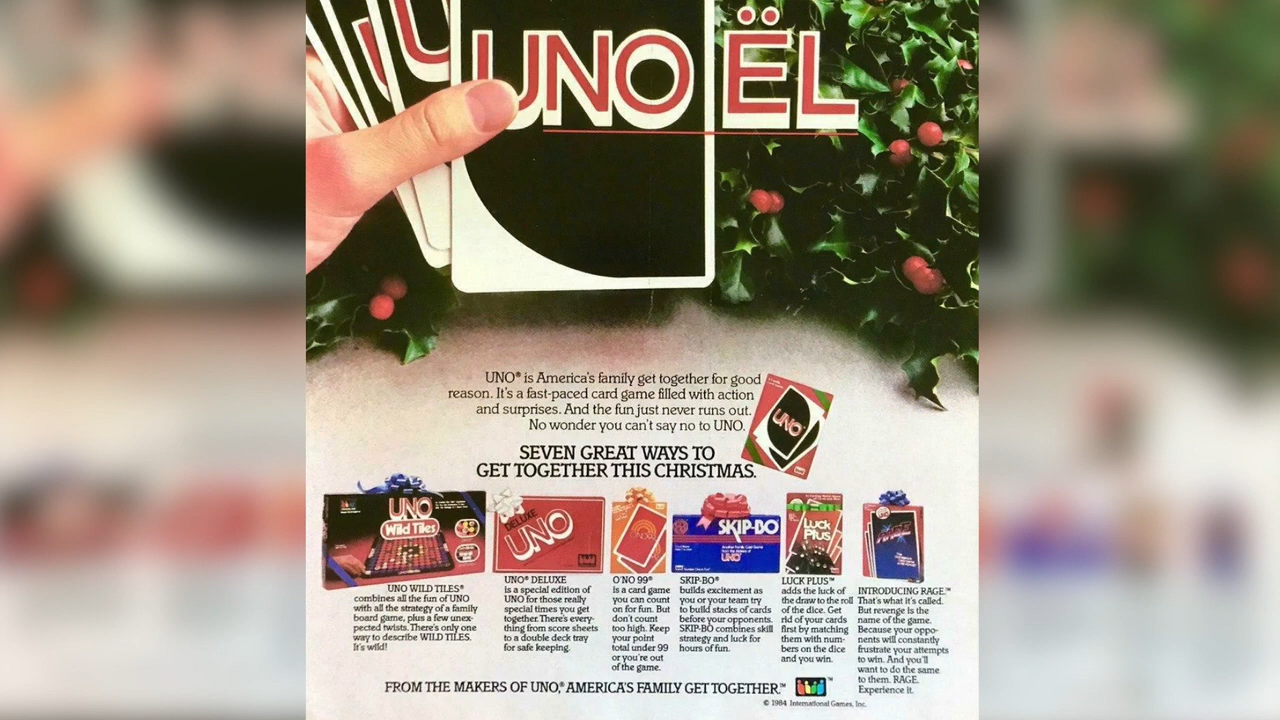 UNOËL
UNO® is America's family get together for good
reason. It's a fast-paced card game filled with action
and surprises. And the fun just never runs out.
No wonder you can't say no to UNO.
UNO
SEVEN GREAT WAYS TO
GET TOGETHER THIS CHRISTMAS.
UNO
Wild Tiles
DELUXE
UNO
SKIP-BO
UNO
Luck
Plus
RAGE
UNO WILD TILES®
combines all the fun of UNO
with all the strategy of a family
board game, plus a few unex-
pected twists. There's only one
way to describe WILD TILES.
It's wild!
UNO® DELUXE
is a special edition of
UNO for those really
special times you get
together. There's every-
thing from score sheets
to a double deck tray
for safe keeping.
O'NO 99®
is a card game
you can count
on for fun. But
don't count
too high. Keep
your point
total under 99
or you're out
of the game.
SKIP-BO®
builds excitement as
you or your team try
to build stacks of cards
before your opponents.
SKIP-BO combines skill
strategy and luck for
hours of fun.
LUCK PLUS™
adds the luck of
the draw to the roll
of the dice. Get
rid of your cards
first by matching
them with num-
bers on the dice
and you win.
INTRODUCING RAGE.™
That's what it's called.
But revenge is the
name of the game.
Because your oppo-
nents will constantly
frustrate your attempts
to win. And you'll
want to do the same
to them. RAGE.
Experience it.
FROM THE MAKERS OF UNO,® AMERICA'S FAMILY GET TOGETHER.™
© 1984 International Games, Inc.